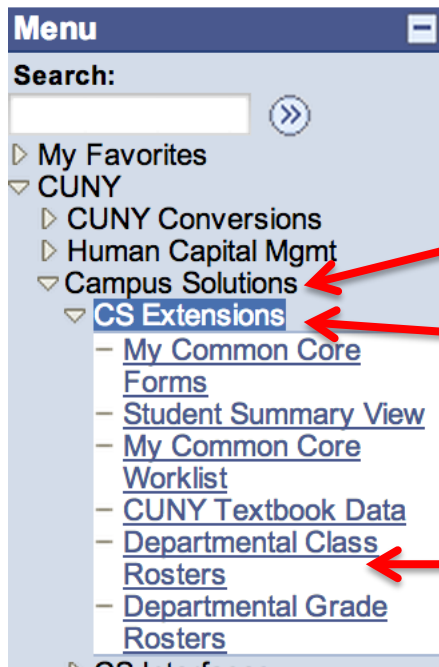 Menu
Search:
My Favorites
CUNY
CUNY Conversions
Human Capital Mgmt
Campus Solutions
CS Extensions
My Common Core
Forms
Student Summary View
My Common Core
Worklist
CUNY Textbook Data
Departmental Class
Rosters
Departmental Grade
Rosters